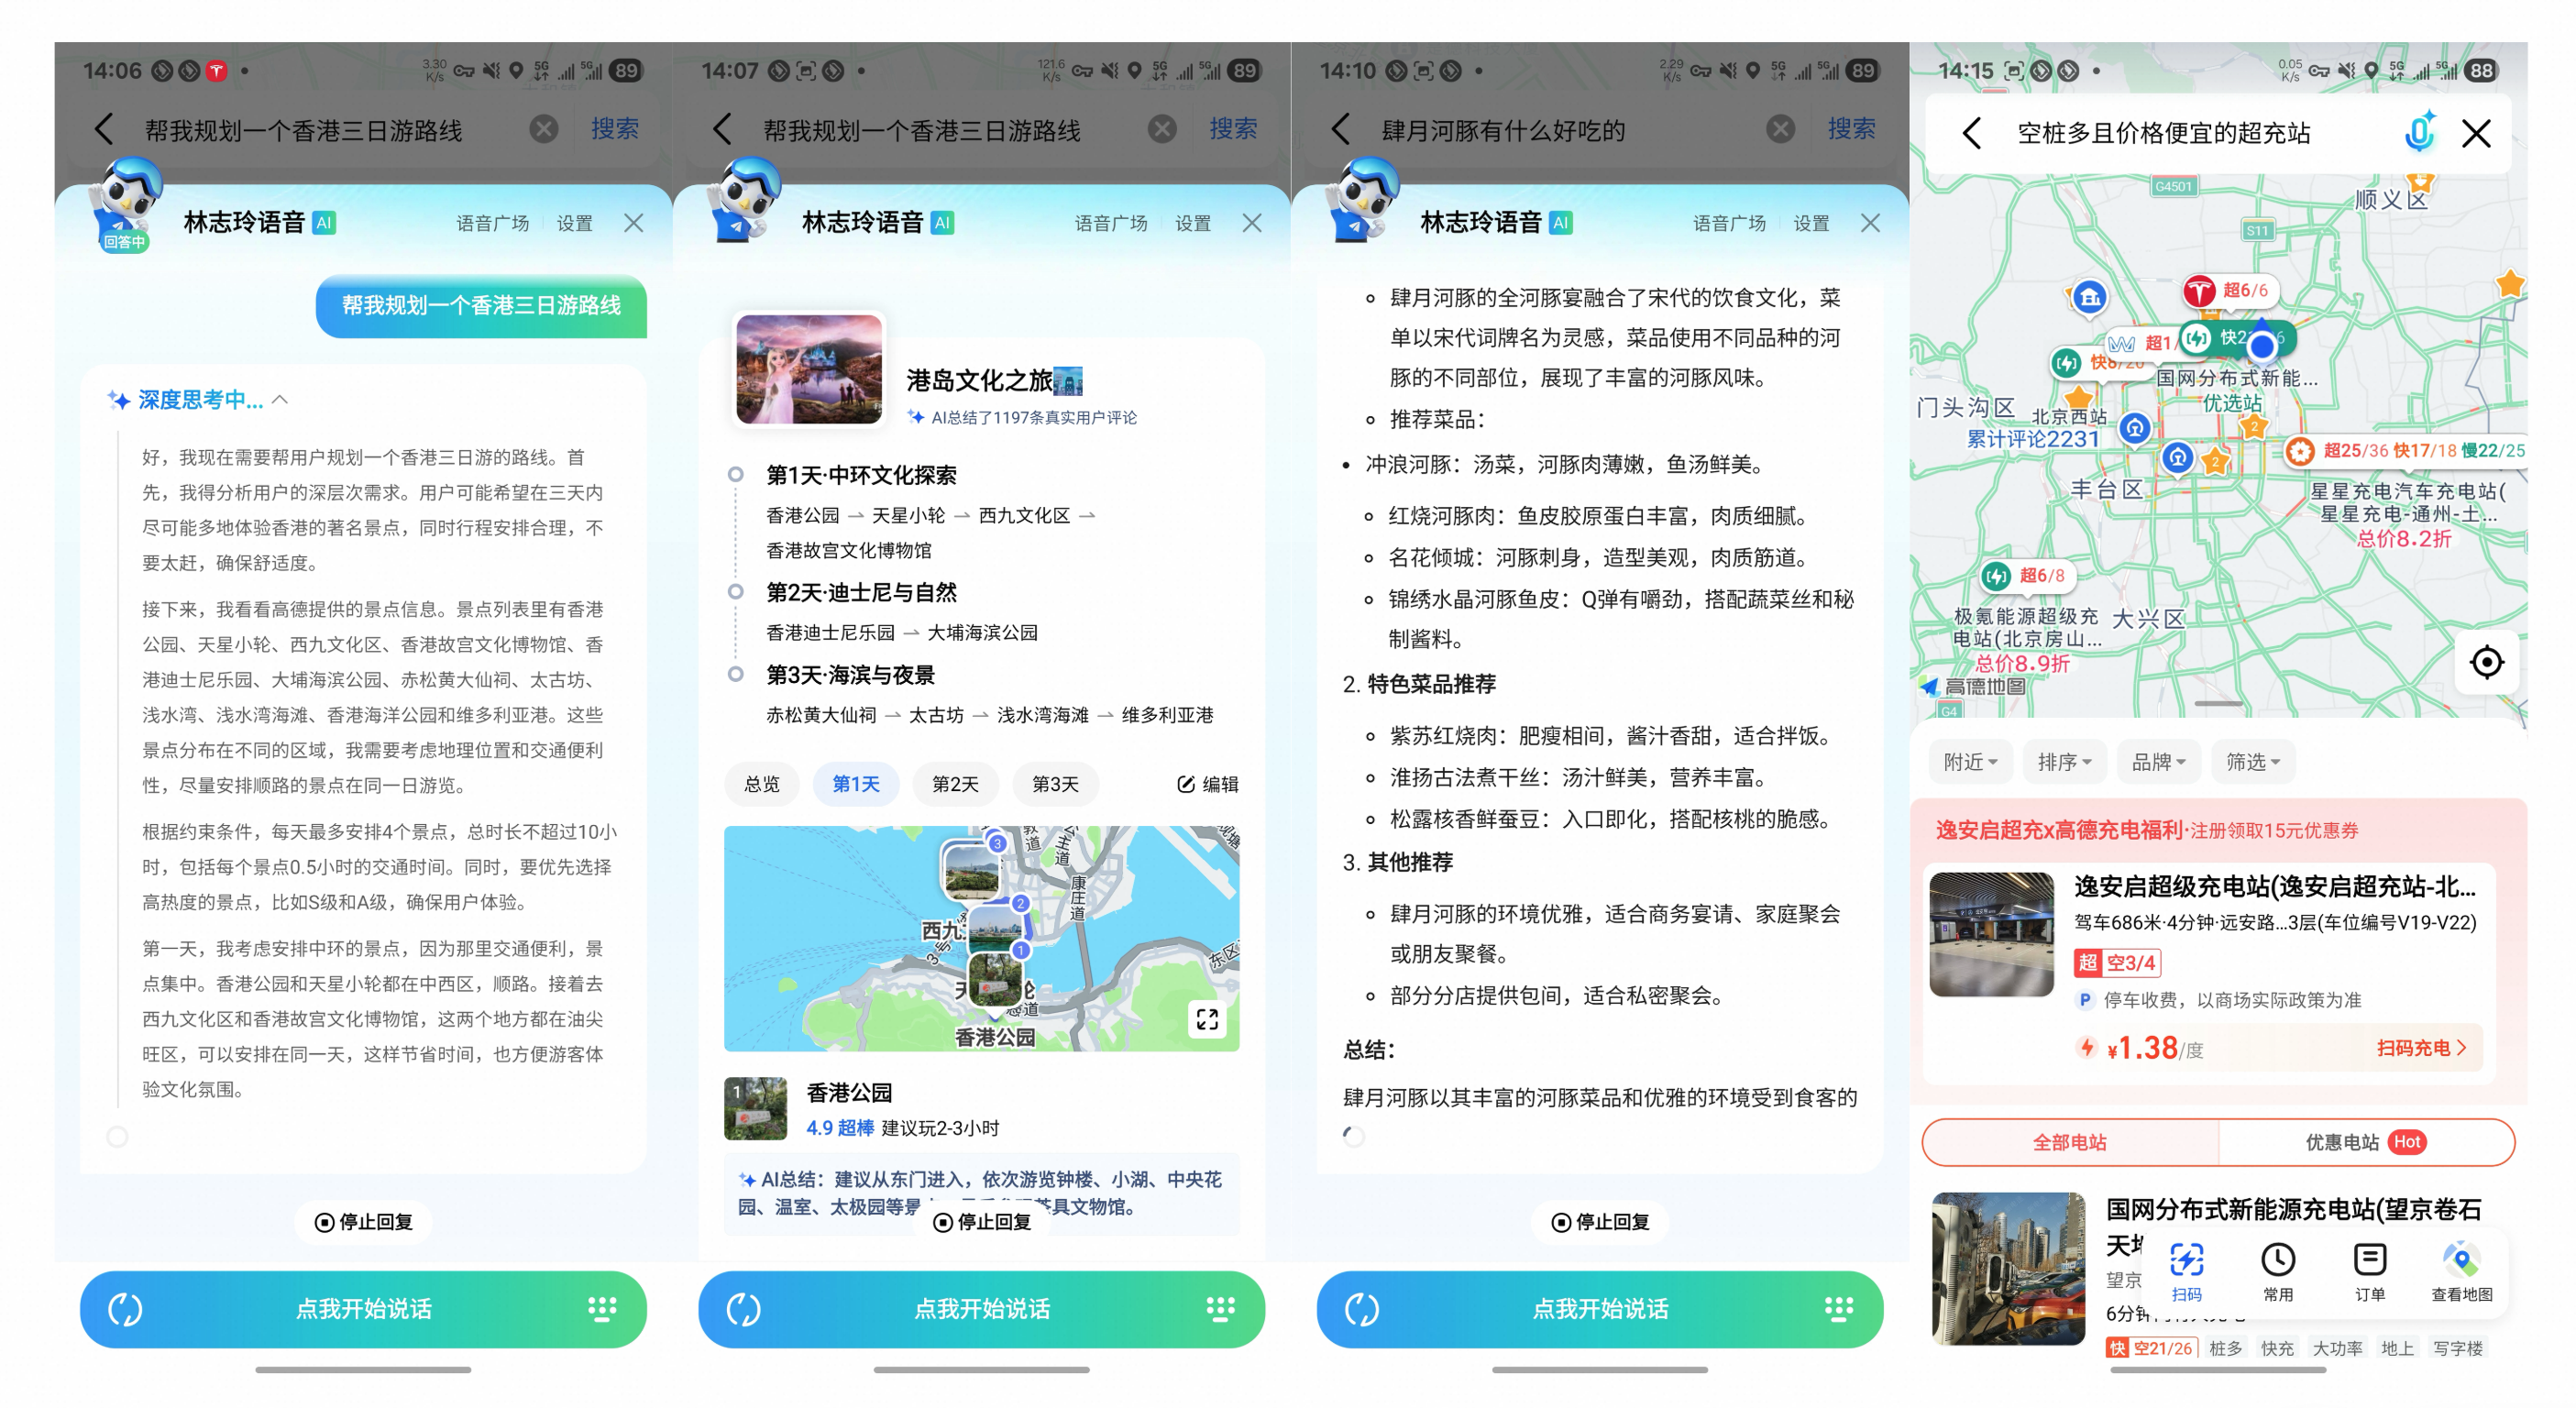 14:06
3.30 K/s
5G
5G
89
帮我规划一个香港三日游路线
搜索
回答中
林志玲语音 AI
语音广场
设置
帮我规划一个香港三日游路线
深度思考中...
好，我现在需要帮用户规划一个香港三日游的路线。首
先，我得分析用户的深层次需求。用户可能希望在三天内
尽可能多地体验香港的著名景点，同时行程安排合理，不
要太赶，确保舒适度。
接下来，我看看高德提供的景点信息。景点列表里有香港
公园、天星小轮、西九文化区、香港故宫文化博物馆、香
港迪士尼乐园、大埔海滨公园、赤松黄大仙祠、太古坊、
浅水湾、浅水湾海滩、香港海洋公园和维多利亚港。这些
景点分布在不同的区域，我需要考虑地理位置和交通便利
性，尽量安排顺路的景点在同一日游览。
根据约束条件，每天最多安排4个景点，总时长不超过10小
时，包括每个景点0.5小时的交通时间。同时，要优先选择
高热度的景点，比如S级和A级，确保用户体验。
第一天，我考虑安排中环的景点，因为那里交通便利，景
点集中。香港公园和天星小轮都在中西区，顺路。接着去
西九文化区和香港故宫文化博物馆，这两个地方都在油尖
旺区，可以安排在同一天，这样节省时间，也方便游客体
验文化氛围。
停止回复
点我开始说话
14:07
121.6 K/s
5G
5G
89
帮我规划一个香港三日游路线
搜索
林志玲语音 AI
语音广场
设置
港岛文化之旅
AI总结了1197条真实用户评论
第1天·中环文化探索
香港公园 → 天星小轮 → 西九文化区 →
香港故宫文化博物馆
第2天·迪士尼与自然
香港迪士尼乐园 → 大埔海滨公园
第3天·海滨与夜景
赤松黄大仙祠 → 太古坊 → 浅水湾海滩 → 维多利亚港
总览
第1天
第2天
第3天
编辑
3
2
1
西九
康庄道
香港公园
1
香港公园
4.9 超棒 建议玩2-3小时
AI总结：建议从东门进入，依次游览钟楼、小湖、中央花
园、温室、太极园等景
具文物馆。
停止回复
点我开始说话
14:10
2.29 K/s
5G
5G
89
肆月河豚有什么好吃的
搜索
林志玲语音 AI
语音广场
设置
肆月河豚的全河豚宴融合了宋代的饮食文化，菜
单以宋代词牌名为灵感，菜品使用不同品种的河
豚的不同部位，展现了丰富的河豚风味。
推荐菜品：
冲浪河豚：汤菜，河豚肉薄嫩，鱼汤鲜美。
红烧河豚肉：鱼皮胶原蛋白丰富，肉质细腻。
名花倾城：河豚刺身，造型美观，肉质筋道。
锦绣水晶河豚鱼皮：Q弹有嚼劲，搭配蔬菜丝和秘
制酱料。
2. 特色菜品推荐
紫苏红烧肉：肥瘦相间，酱汁香甜，适合拌饭。
淮扬古法煮干丝：汤汁鲜美，营养丰富。
松露核香鲜蚕豆：入口即化，搭配核桃的脆感。
3. 其他推荐
肆月河豚的环境优雅，适合商务宴请、家庭聚会
或朋友聚餐。
部分分店提供包间，适合私密聚会。
总结：
肆月河豚以其丰富的河豚菜品和优雅的环境受到食客的
停止回复
点我开始说话
14:15
0.05 K/s
5G
5G
88
空桩多且价格便宜的超充站
G4501
顺义区
S11
超6/6
超1/
快2
国网分布式新能...
优选站
门头沟区
北京西站
累计评论2231
2
2
超25/36 快17/18 慢22/25
丰台区
星星充电汽车充电站(
星星充电-通州-土...
总价8.2折
超6/8
极氪能源超级充
电站(北京房山...
总价8.9折
大兴区
高德地图
G4
附近
排序
品牌
筛选
逸安启超充x高德充电福利·注册领取15元优惠券
逸安启超级充电站(逸安启超充站-北...
驾车686米·4分钟·远安路...3层(车位编号V19-V22)
超 空3/4
P 停车收费，以商场实际政策为准
¥1.38/度
扫码充电
全部电站
优惠电站 Hot
国网分布式新能源充电站(望京卷石
望京
6分钟
扫码
常用
订单
查看地图
快 空21/26 桩多 快充 大功率 地上 写字楼